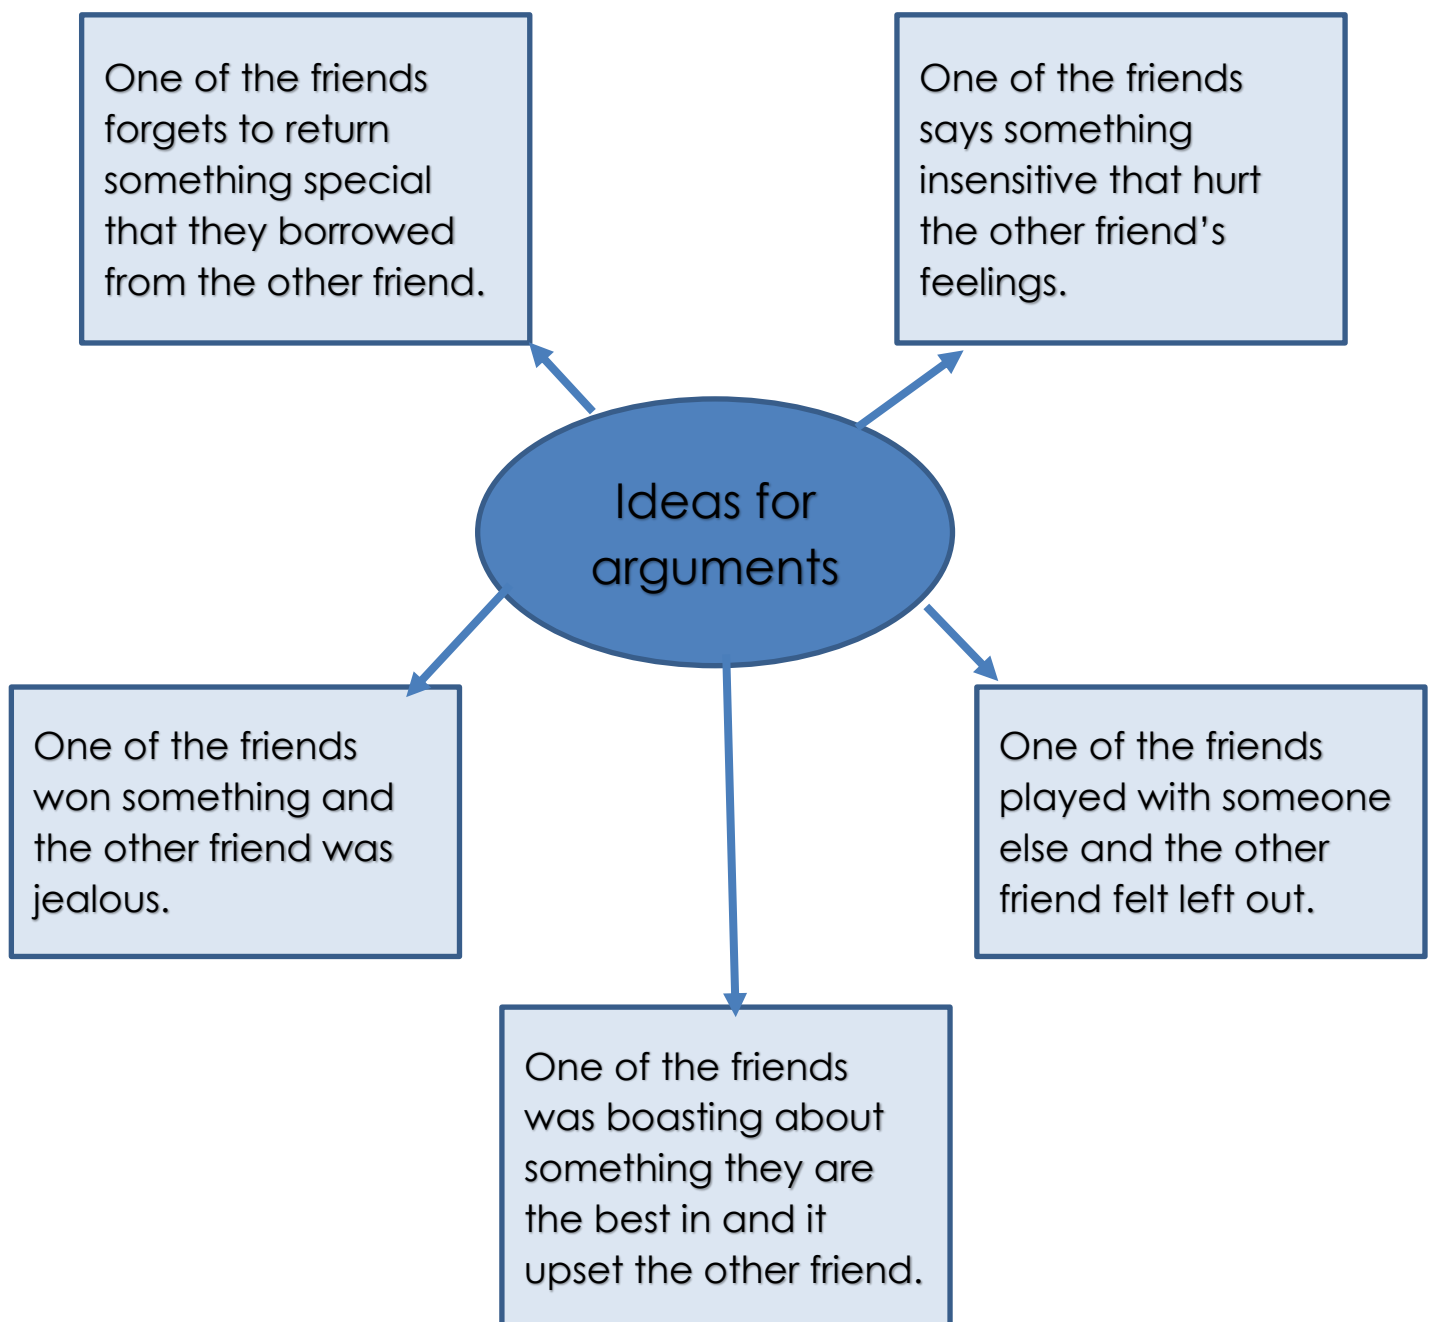 One of the friends
forgets to return
something special
that they borrowed
from the other friend.
One of the friends
says something
insensitive that hurt
the other friend’s
feelings.
Ideas for
arguments
One of the friends
won something and
the other friend was
jealous.
One of the friends
played with someone
else and the other
friend felt left out.
One of the friends
was boasting about
something they are
the best in and it
upset the other friend.